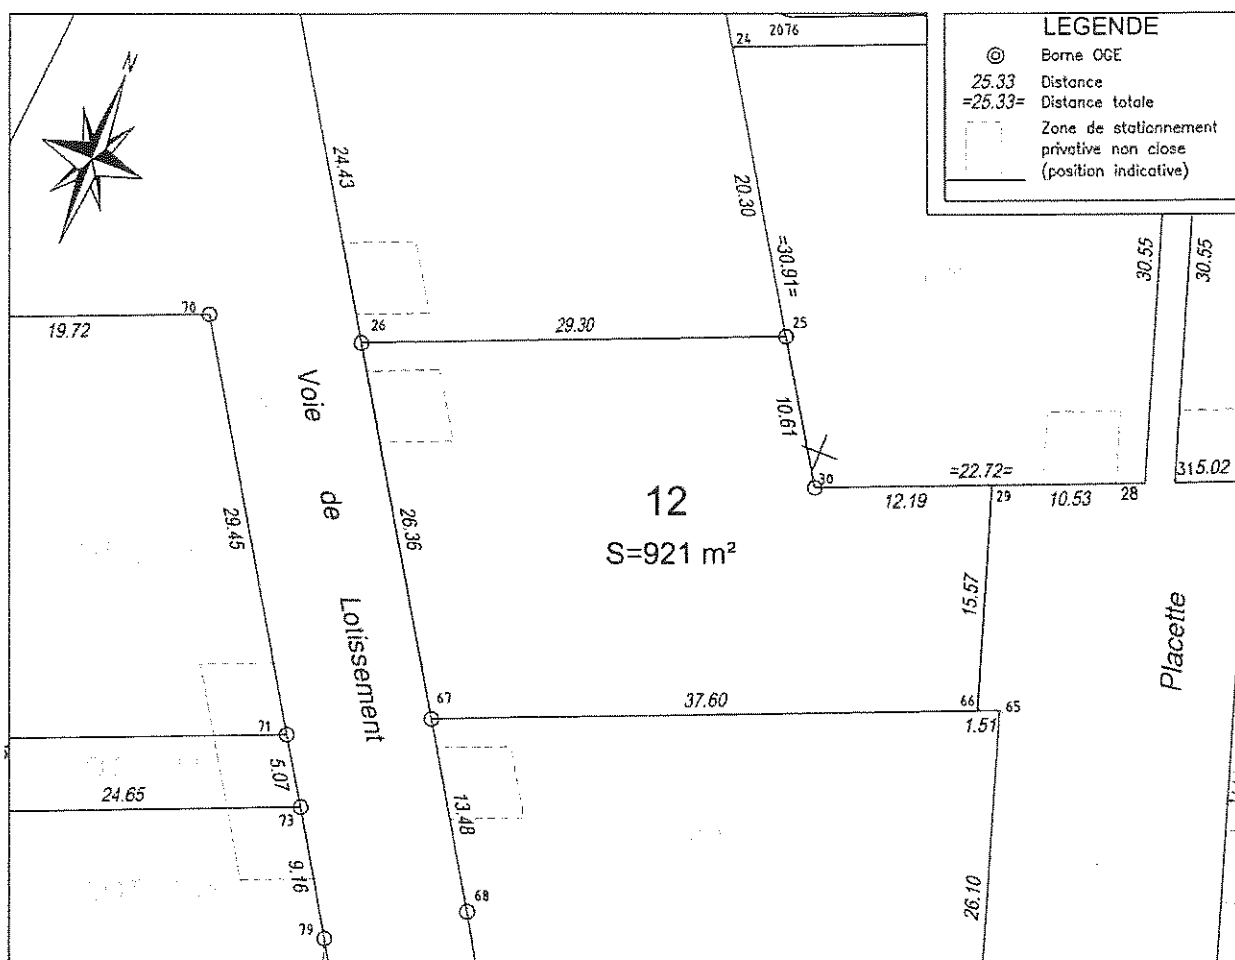 LEGENDE
Borne OGE
25.33 Distance
=25.33= Distance totale
Zone de stationnement
privative non close
(position indicative)
N
24 2076
24.43
20.30
=30.91=
30.55
30.55
70
19.72
26
29.30
25
10.61
Voie
de
Lotissement
29.45
26.36
12
S=921 m²
30
=22.72=
12.19
29
10.53
28
31
5.02
15.57
Placette
67
37.60
66
65
1.51
71
5.07
24.65
73
9.16
79
13.48
68
26.10